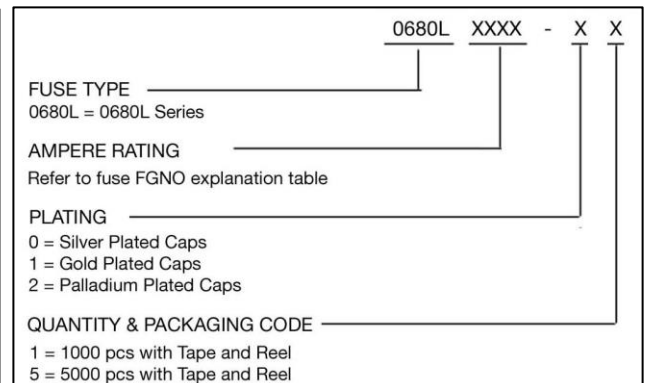 0680L XXXX - X X
FUSE TYPE
0680L = 0680L Series
AMPERE RATING
Refer to fuse FGNO explanation table
PLATING
0 = Silver Plated Caps
1 = Gold Plated Caps
2 = Palladium Plated Caps
QUANTITY & PACKAGING CODE
1 = 1000 pcs with Tape and Reel
5 = 5000 pcs with Tape and Reel